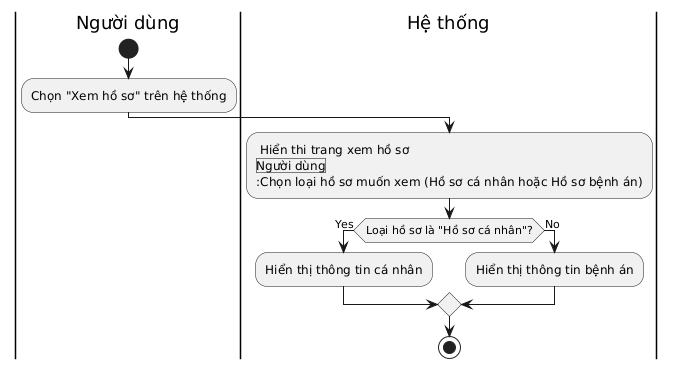 Người dùng
Hệ thống
Chọn "Xem hồ sơ" trên hệ thống
Hiển thi trang xem hồ sơ
Người dùng
:Chọn loại hồ sơ muốn xem (Hồ sơ cá nhân hoặc Hồ sơ bệnh án)
Yes
Loại hồ sơ là "Hồ sơ cá nhân"?
No
Hiển thị thông tin cá nhân
Hiển thị thông tin bệnh án